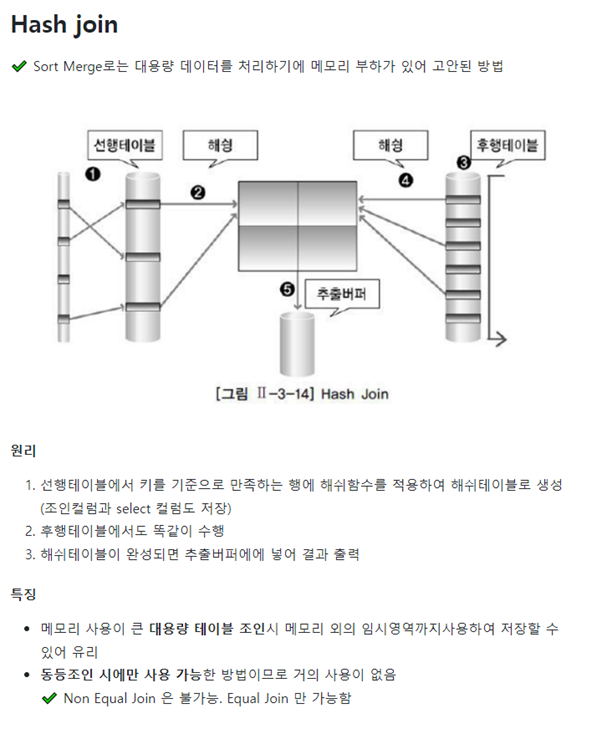 Hash join
✔ Sort Merge로는 대용량 데이터를 처리하기에 메모리 부하가 있어 고안된 방법
선행테이블
해슁
해슁
후행테이블
❶
❷
❸
❹
❺
추출버퍼
[그림 Ⅱ-3-14] Hash Join
원리
1. 선행테이블에서 키를 기준으로 만족하는 행에 해쉬함수를 적용하여 해쉬테이블로 생성
(조인컬럼과 select 컬럼도 저장)
2. 후행테이블에서도 똑같이 수행
3. 해쉬테이블이 완성되면 추출버퍼에에 넣어 결과 출력
특징
• 메모리 사용이 큰 대용량 테이블 조인시 메모리 외의 임시영역까지사용하여 저장할 수
있어 유리
• 동등조인 시에만 사용 가능한 방법이므로 거의 사용이 없음
✔ Non Equal Join 은 불가능. Equal Join 만 가능함